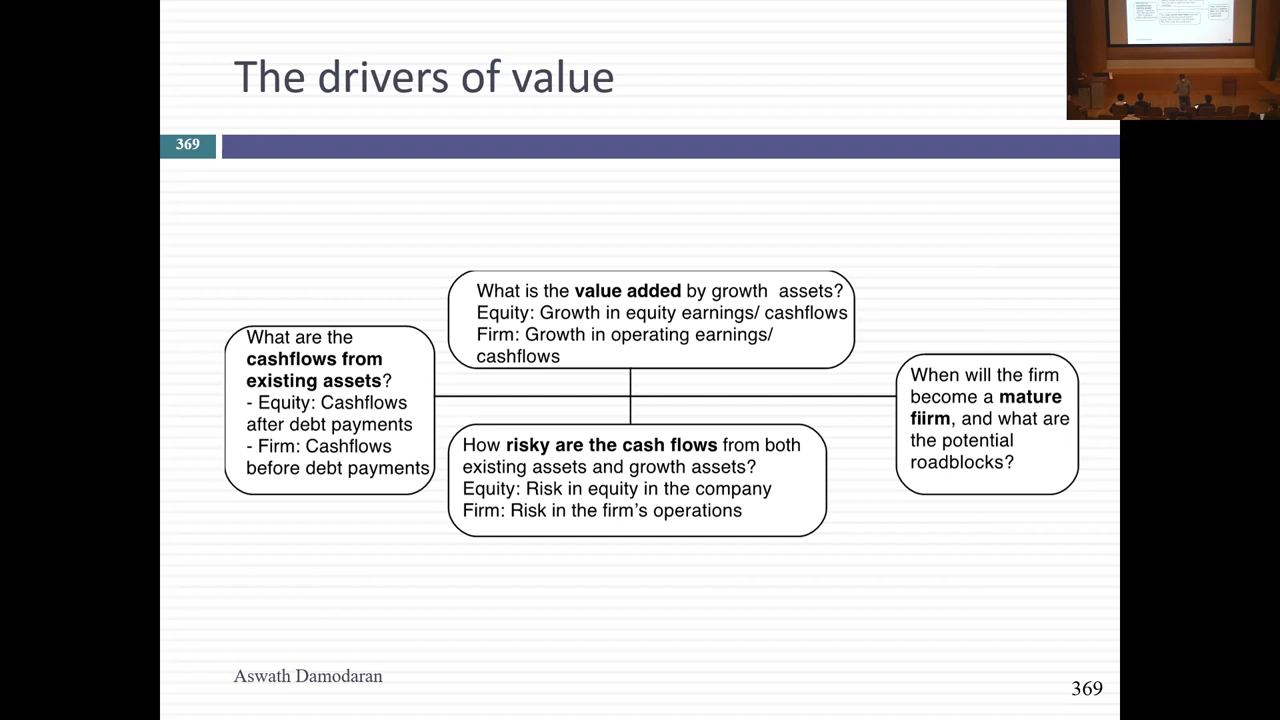 The drivers of value
369
What is the value added by growth assets?
Equity: Growth in equity earnings/ cashflows
Firm: Growth in operating earnings/
cashflows
What are the
cashflows from
existing assets?
- Equity: Cashflows
after debt payments
- Firm: Cashflows
before debt payments
When will the firm
become a mature
fiirm, and what are
the potential
roadblocks?
How risky are the cash flows from both
existing assets and growth assets?
Equity: Risk in equity in the company
Firm: Risk in the firm's operations
Aswath Damodaran
369